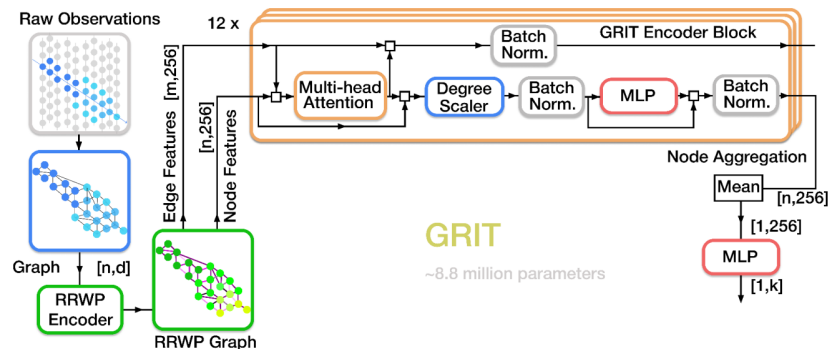 Raw Observations
12 x
GRIT Encoder Block
Batch
Norm.
Edge Features [m,256]
[n,256]
Node Features
Multi-head
Attention
Degree
Scaler
Batch
Norm.
MLP
Batch
Norm.
Node Aggregation
Mean
[n,256]
[1,256]
MLP
[1,k]
GRIT
~8.8 million parameters
Graph
[n,d]
RRWP
Encoder
RRWP Graph